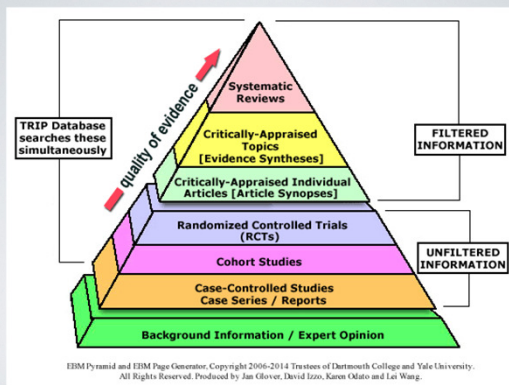 Systematic
Reviews
quality of evidence
TRIP Database
searches these
simultaneously
Critically-Appraised
Topics
[Evidence Syntheses]
FILTERED
INFORMATION
Critically-Appraised Individual
Articles [Article Synopses]
Randomized Controlled Trials
(RCTs)
UNFILTERED
INFORMATION
Cohort Studies
Case-Controlled Studies
Case Series / Reports
Background Information / Expert Opinion
EBM Pyramid and EBM Page Generator, Copyright 2006-2014 Trustees of Dartmouth College and Yale University.
All Rights Reserved. Produced by Jan Glover, David Izzo, Karen Odato and Lei Wang.